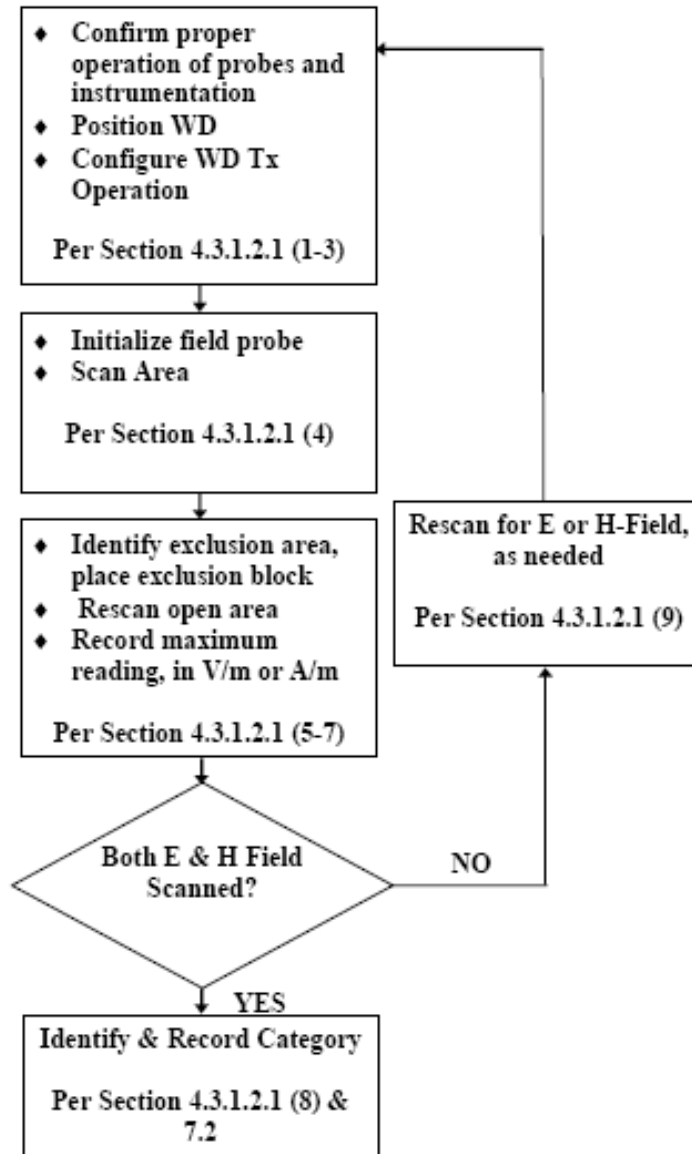 ♦ Confirm proper
operation of probes and
instrumentation
♦ Position WD
♦ Configure WD Tx
Operation
Per Section 4.3.1.2.1 (1-3)
♦ Initialize field probe
♦ Scan Area
Per Section 4.3.1.2.1 (4)
♦ Identify exclusion area,
place exclusion block
♦ Rescan open area
♦ Record maximum
reading, in V/m or A/m
Per Section 4.3.1.2.1 (5-7)
Rescan for E or H-Field,
as needed
Per Section 4.3.1.2.1 (9)
Both E & H Field
Scanned?
NO
YES
Identify & Record Category
Per Section 4.3.1.2.1 (8) &
7.2